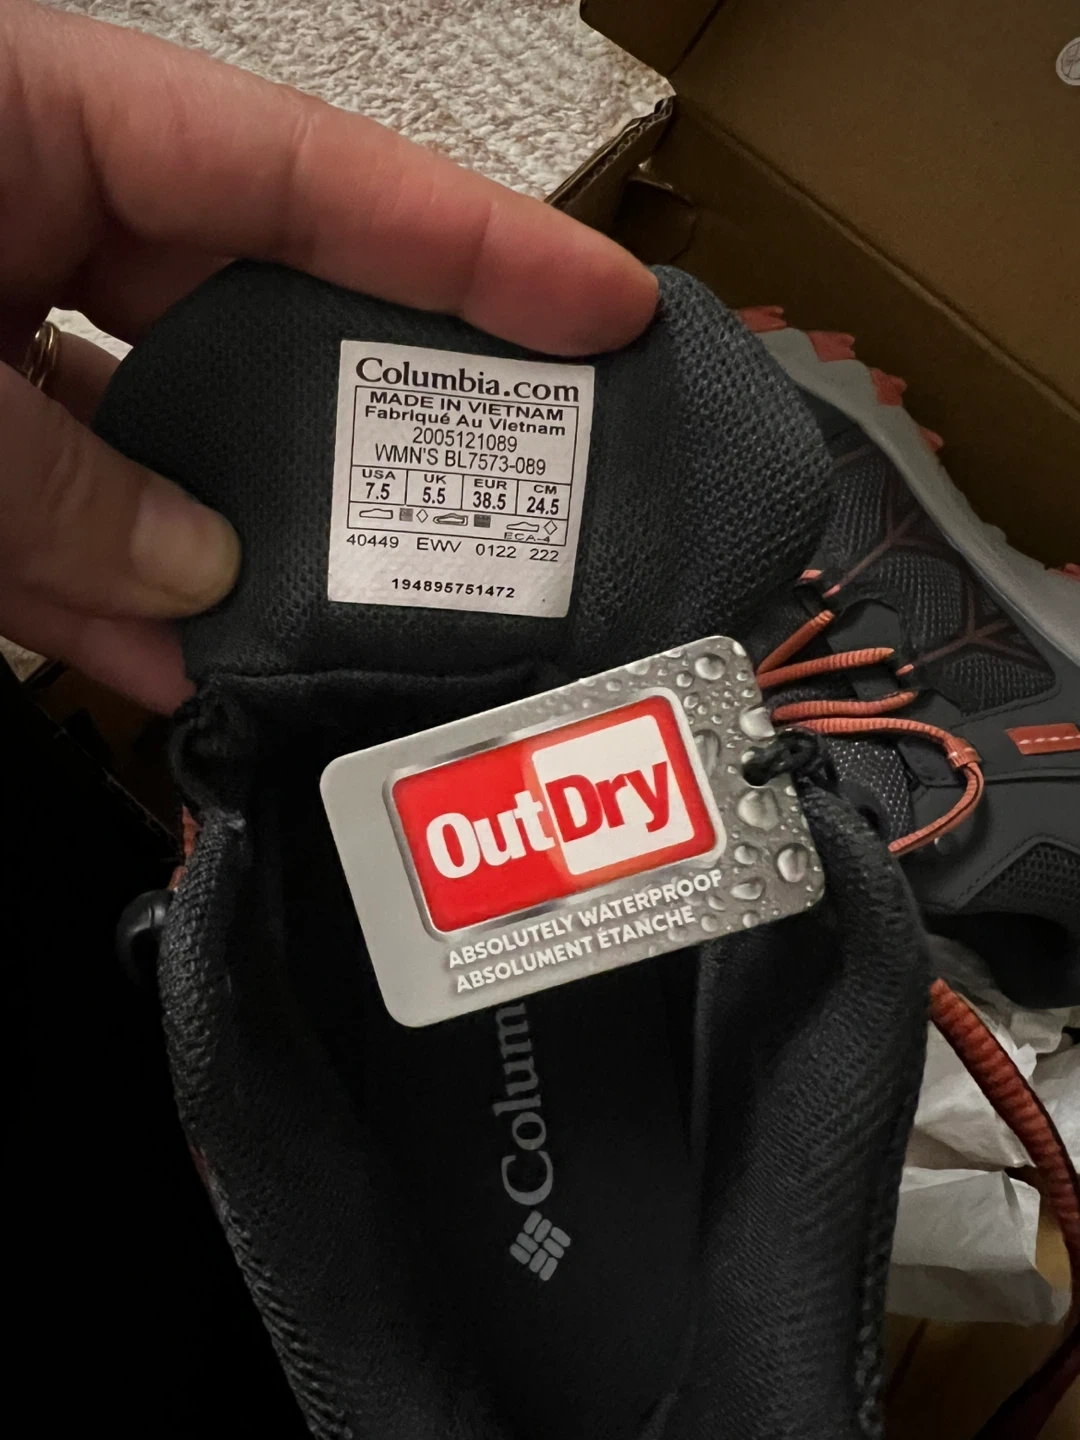 Columbia.com
MADE IN VIETNAM
Fabriqué Au Vietnam
2005121089
WMN'S BL7573-089
USA UK EUR CM
7.5 5.5 38.5 24.5
ECA-4
40449 EWV 0122 222
194895751472
OutDry
ABSOLUTELY WATERPROOF
ABSOLUMENT ÉTANCHE
Colum